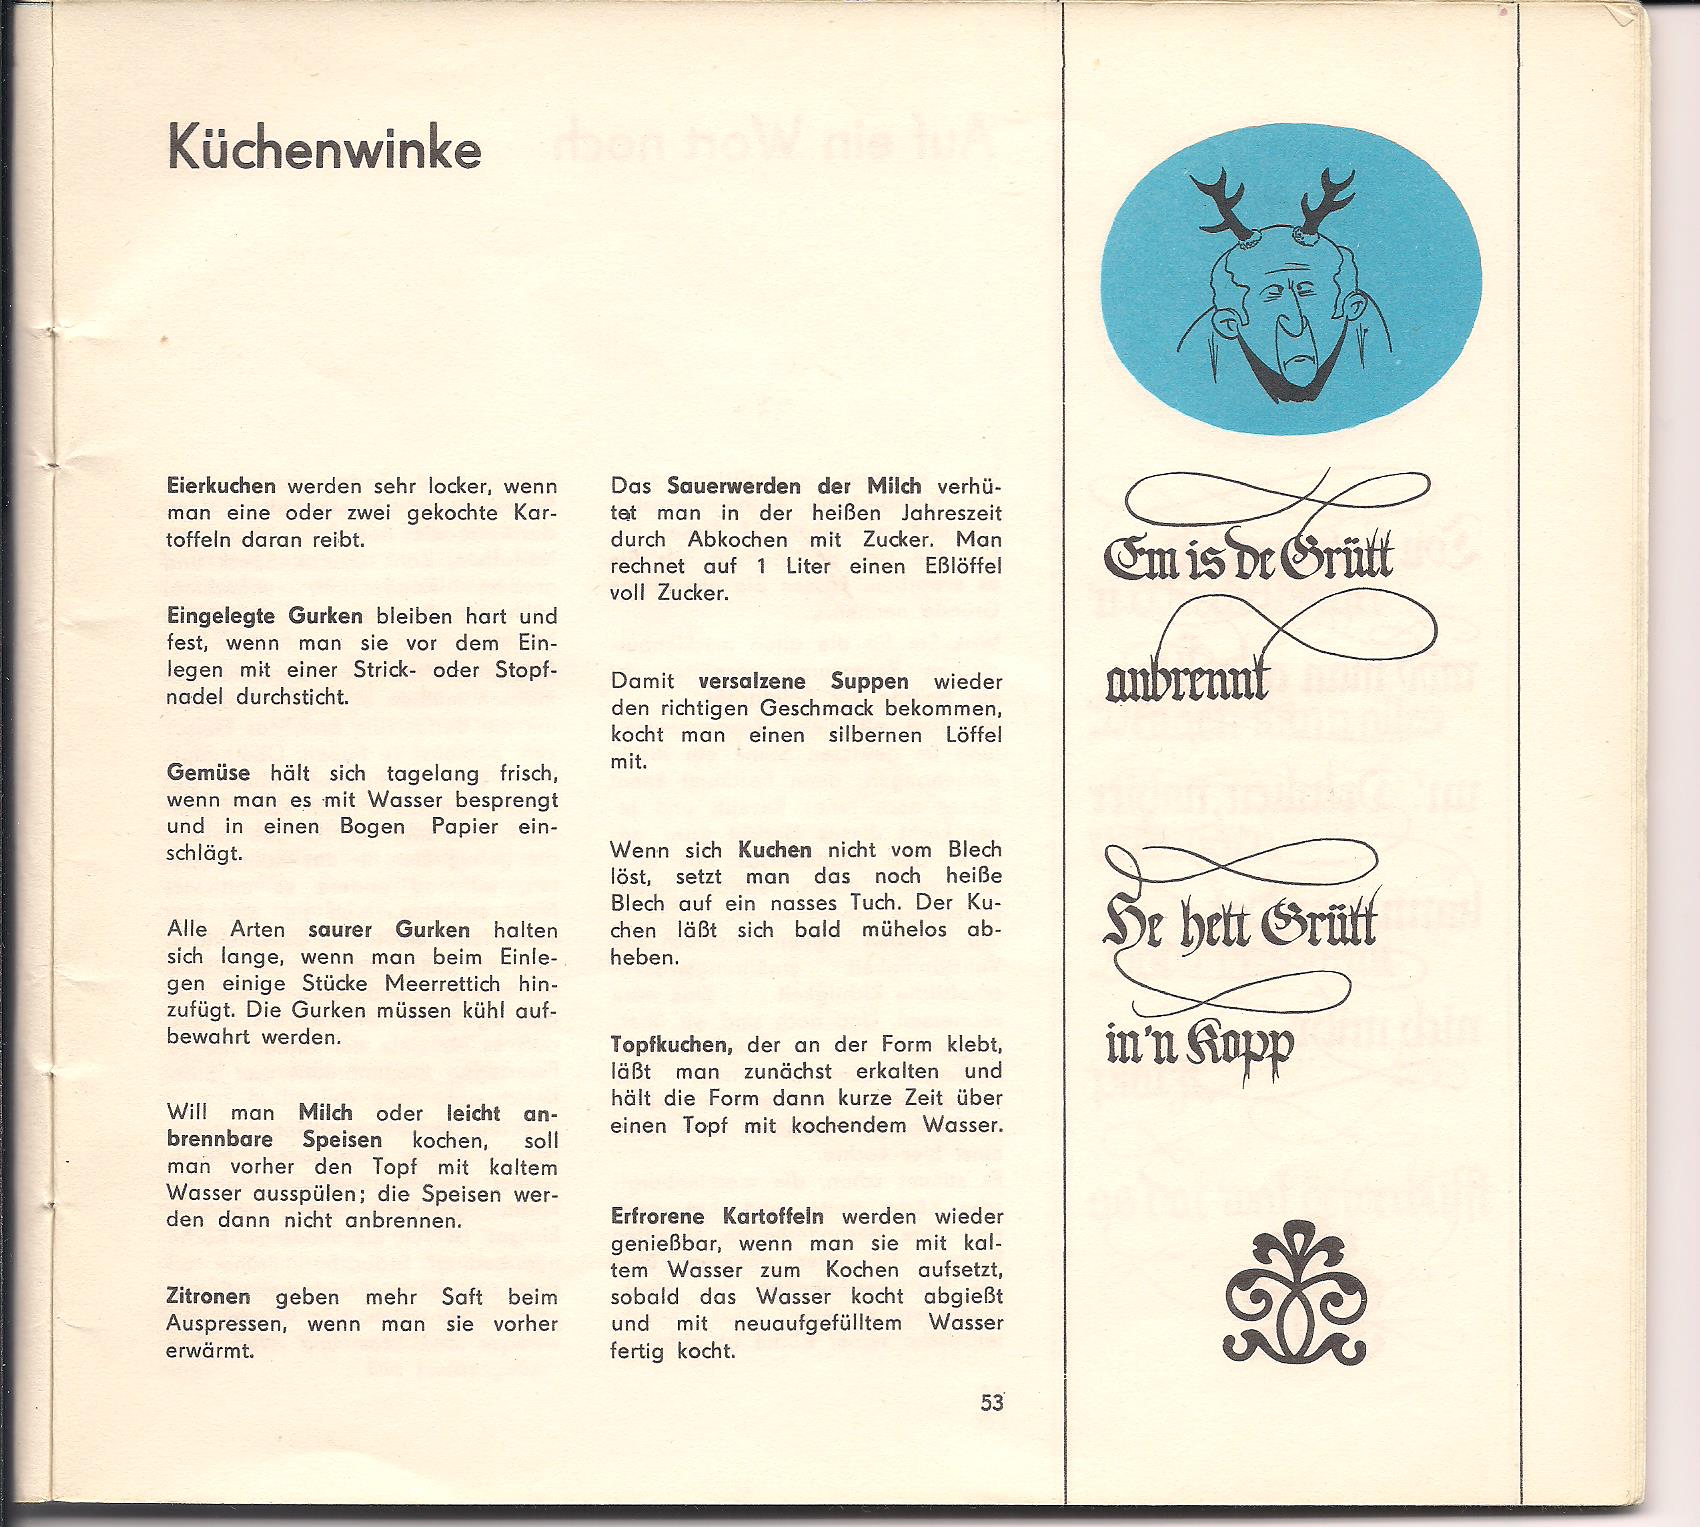 Küchenwinke
Eierkuchen werden sehr locker, wenn
man eine oder zwei gekochte Kar-
toffeln daran reibt.
Eingelegte Gurken bleiben hart und
fest, wenn man sie vor dem Ein-
legen mit einer Strick- oder Stopf-
nadel durchsticht.
Gemüse hält sich tagelang frisch,
wenn man es mit Wasser besprengt
und in einen Bogen Papier ein-
schlägt.
Alle Arten saurer Gurken halten
sich lange, wenn man beim Einle-
gen einige Stücke Meerrettich hin-
zufügt. Die Gurken müssen kühl auf-
bewahrt werden.
Will man Milch oder leicht an-
brennbare Speisen kochen, soll
man vorher den Topf mit kaltem
Wasser ausspülen; die Speisen wer-
den dann nicht anbrennen.
Zitronen geben mehr Saft beim
Auspressen, wenn man sie vorher
erwärmt.
Das Sauerwerden der Milch verhü-
tet man in der heißen Jahreszeit
durch Abkochen mit Zucker. Man
rechnet auf 1 Liter einen Eßlöffel
voll Zucker.
Damit versalzene Suppen wieder
den richtigen Geschmack bekommen,
kocht man einen silbernen Löffel
mit.
Wenn sich Kuchen nicht vom Blech
löst, setzt man das noch heiße
Blech auf ein nasses Tuch. Der Ku-
chen läßt sich bald mühelos ab-
heben.
Topfkuchen, der an der Form klebt,
läßt man zunächst erkalten und
hält die Form dann kurze Zeit über
einen Topf mit kochendem Wasser.
Erfrorene Kartoffeln werden wieder
genießbar, wenn man sie mit kal-
tem Wasser zum Kochen aufsetzt,
sobald das Wasser kocht abgießt
und mit neuaufgefülltem Wasser
fertig kocht.
53
Em is de Grütt
anbrennt
He hett Grütt
in'n Kopp